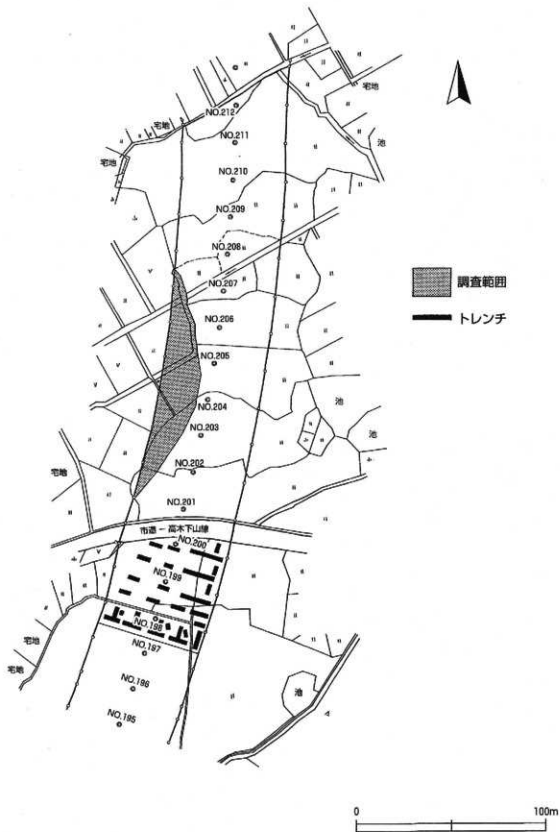 宅地
NO.212
宅地
NO.211
池
宅地
NO.210
NO.209
NO.208
NO.207
調査範囲
NO.206
トレンチ
NO.205
NO.204
池
NO.203
池
宅地
NO.202
NO.201
市道一高木下山線
NO.200
NO.199
NO.198
宅地
NO.197
宅地
NO.196
池
NO.195
0
100m